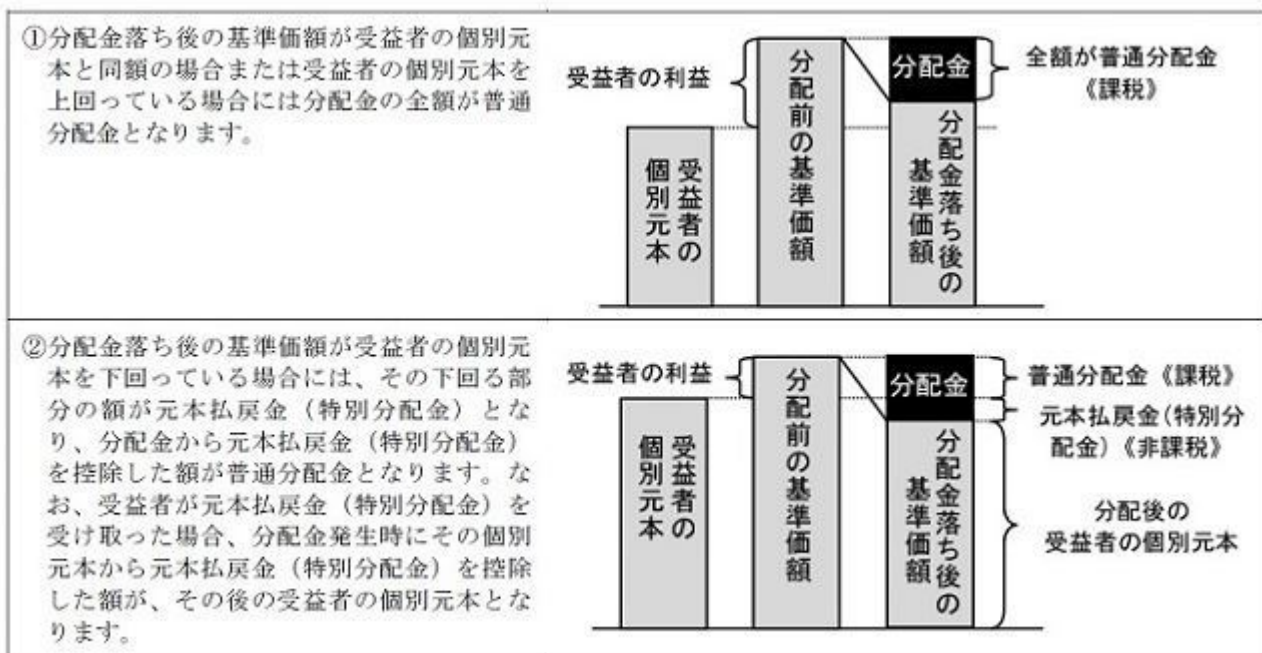 ①分配金落ち後の基準価額が受益者の個別元
本と同額の場合または受益者の個別元本を
上回っている場合には分配金の全額が普通
分配金となります。
受益者の利益
受益者の
個別元本
分配前の基準価額
分配金
分配金落ち後の
基準価額
全額が普通分配金
《課税》
②分配金落ち後の基準価額が受益者の個別元
本を下回っている場合には、その下回る部
分の額が元本払戻金（特別分配金）とな
り、分配金から元本払戻金（特別分配金）
を控除した額が普通分配金となります。な
お、受益者が元本払戻金（特別分配金）を
受け取った場合、分配金発生時にその個別
元本から元本払戻金（特別分配金）を控除
した額が、その後の受益者の個別元本とな
ります。
受益者の利益
受益者の
個別元本
分配前の基準価額
分配金
分配金落ち後の
基準価額
普通分配金《課税》
元本払戻金(特別分
配金)《非課税》
分配後の
受益者の個別元本